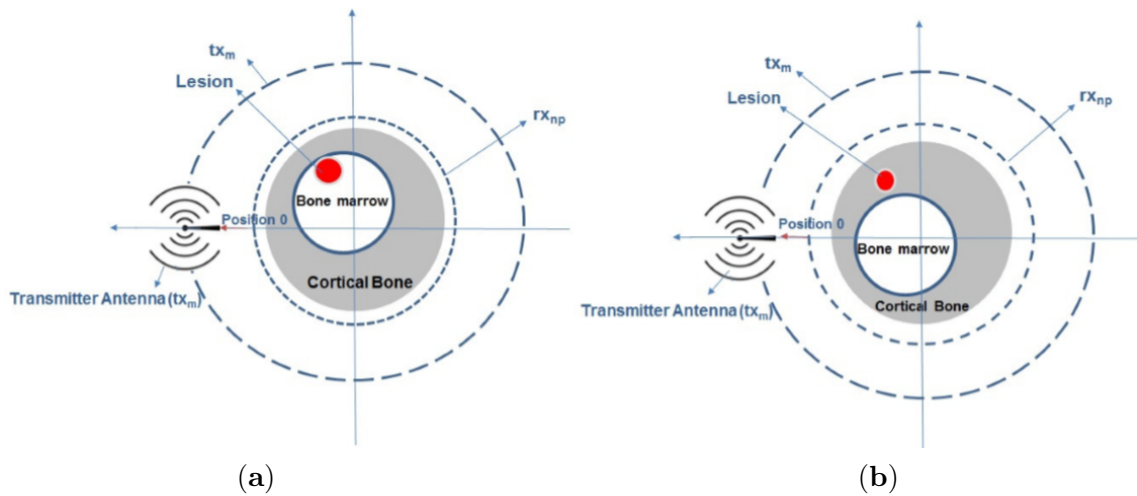 txm
Lesion
rxnp
Bone marrow
Position 0
Cortical Bone
Transmitter Antenna(txm)
(a)
txm
Lesion
rxnp
Position 0
Bone marrow
Transmitter Antenna(txm)
Cortical Bone
(b)